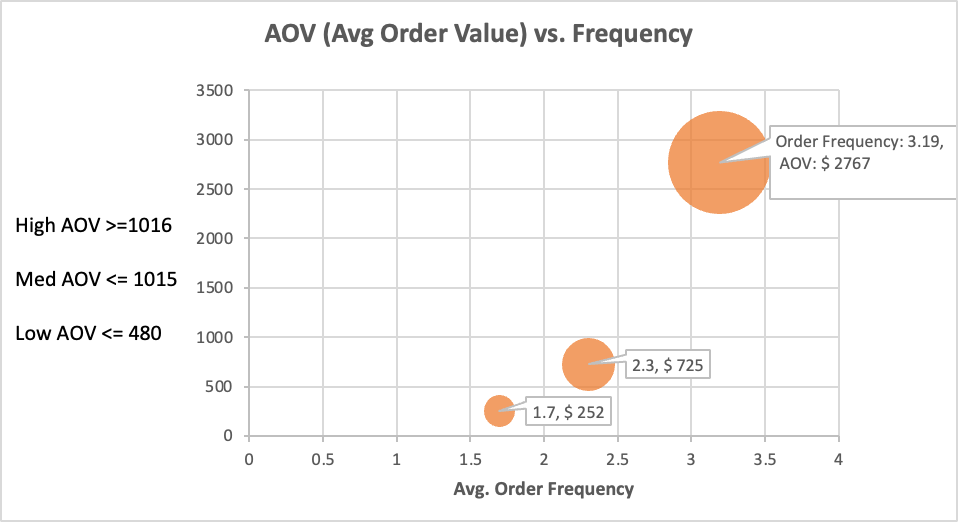 AOV (Avg Order Value) vs. Frequency
High AOV >=1016
Med AOV <= 1015
Low AOV <= 480
3500
3000
2500
2000
1500
1000
500
0
Order Frequency: 3.19,
AOV: $ 2767
2.3, $ 725
1.7, $ 252
0 0.5 1 1.5 2 2.5 3 3.5 4
Avg. Order Frequency